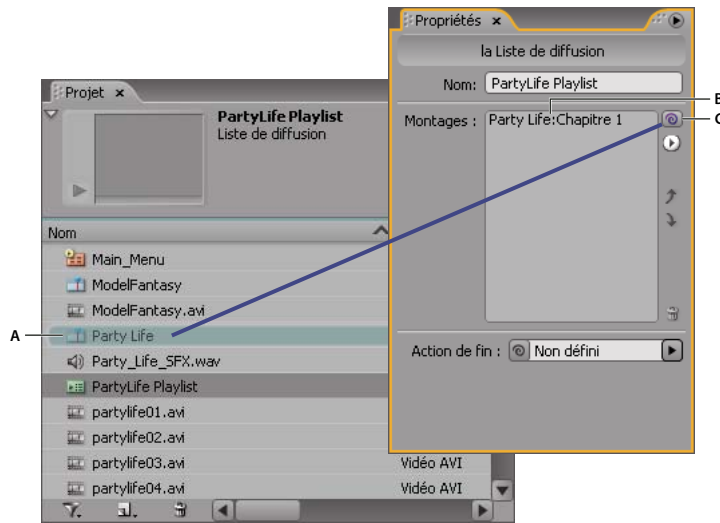 Propriétés
la Liste de diffusion
Nom: PartyLife Playlist
B
Montages : Party Life:Chapitre 1
C
Action de fin : Non défini
Projet
PartyLife Playlist
Liste de diffusion
Nom
Main_Menu
ModelFantasy
ModelFantasy.avi
A Party Life
Party_Life_SFX.wav
PartyLife Playlist
partylife01.avi
partylife02.avi
partylife03.avi Vidéo AVI
partylife04.avi Vidéo AVI